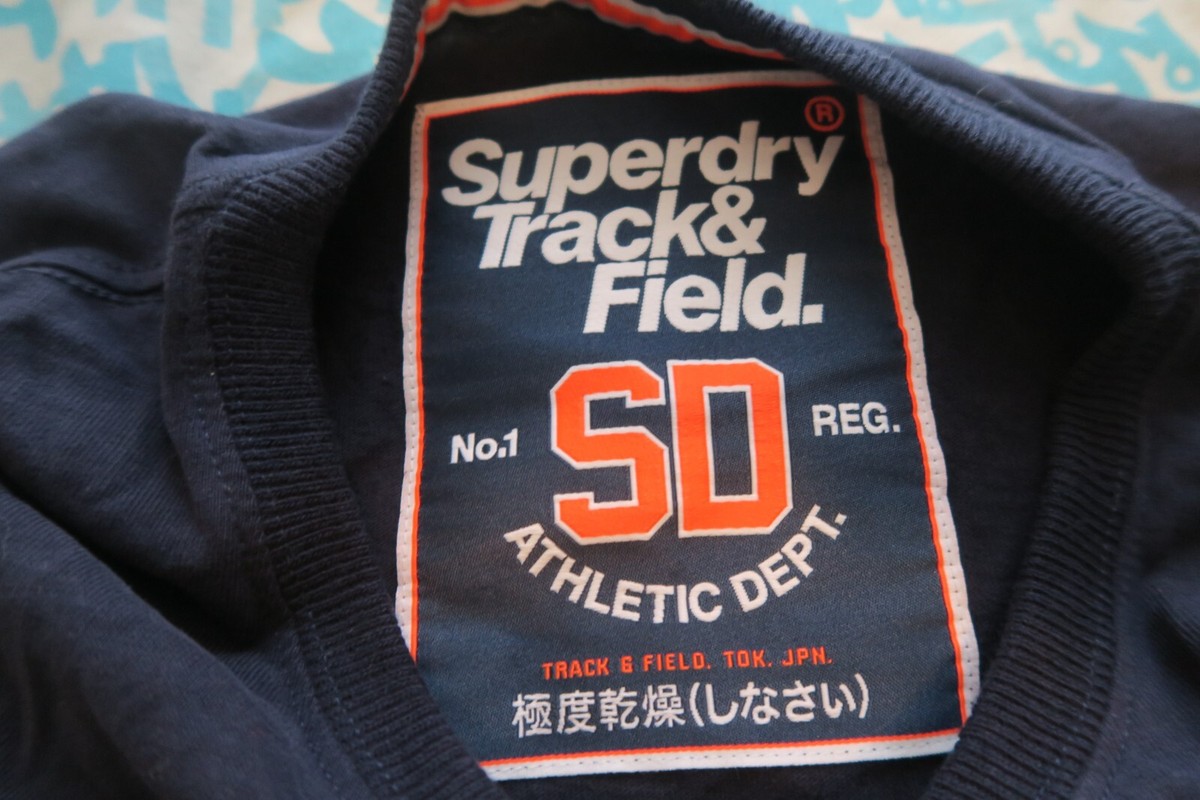 Superdry®
Track&
Field.
No.1 SD REG.
ATHLETIC DEPT.
TRACK & FIELD. TOK. JPN.
極度乾燥(しなさい)